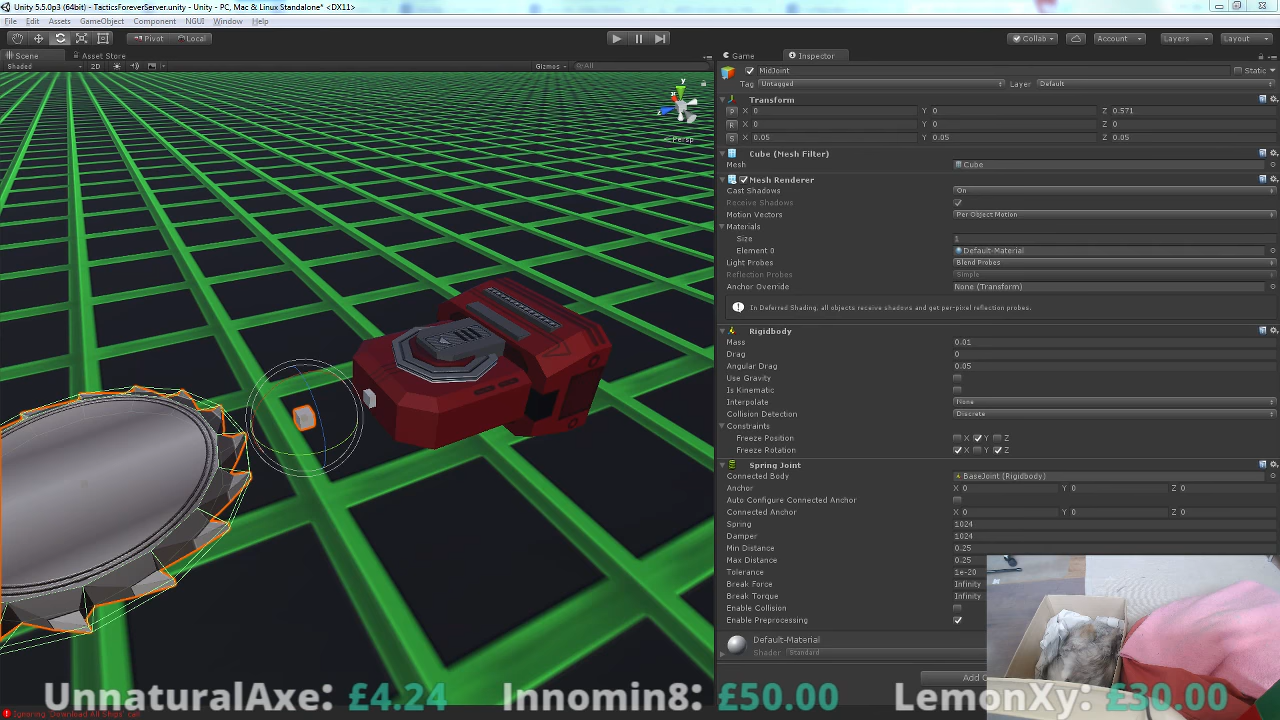 Unity 5.5.0p3 (64bit) - TacticsForeverServer.unity - Unity - PC, Mac & Linux Standalone* <DX11>
File Edit Assets GameObject Component NGUI Window Help
Pivot Local Collab Account Layers Layout
Scene Asset Store Game Inspector
Shaded 2D Gizmos All
MidJoint Static
Tag Untagged Layer Default
Transform
P X 0 Y 0 Z 0.571
R X 0 Y 0 Z 0
S X 0.05 Y 0.05 Z 0.05
y
x
z
Persp
Cube (Mesh Filter)
Mesh Cube
Mesh Renderer
Cast Shadows On
Receive Shadows
Motion Vectors Per Object Motion
Materials
Size 1
Element 0 Default-Material
Light Probes Blend Probes
Reflection Probes Simple
Anchor Override None (Transform)
In Deferred Shading, all objects receive shadows and get per-pixel reflection probes.
Rigidbody
Mass 0.01
Drag 0
Angular Drag 0.05
Use Gravity
Is Kinematic
Interpolate None
Collision Detection Discrete
Constraints
Freeze Position X Y Z
Freeze Rotation X Y Z
Spring Joint
Connected Body BaseJoint (Rigidbody)
Anchor X 0 Y 0 Z 0
Auto Configure Connected Anchor
Connected Anchor X 0 Y 0 Z 0
Spring 1024
Damper 1024
Min Distance 0.25
Max Distance 0.25
Tolerance 1e-20
Break Force Infinity
Break Torque Infinity
Enable Collision
Enable Preprocessing
Default-Material
Shader Standard
Add
UnnaturalAxe: £4.24 Innomin8: £50.00 LemonXy: £30.00